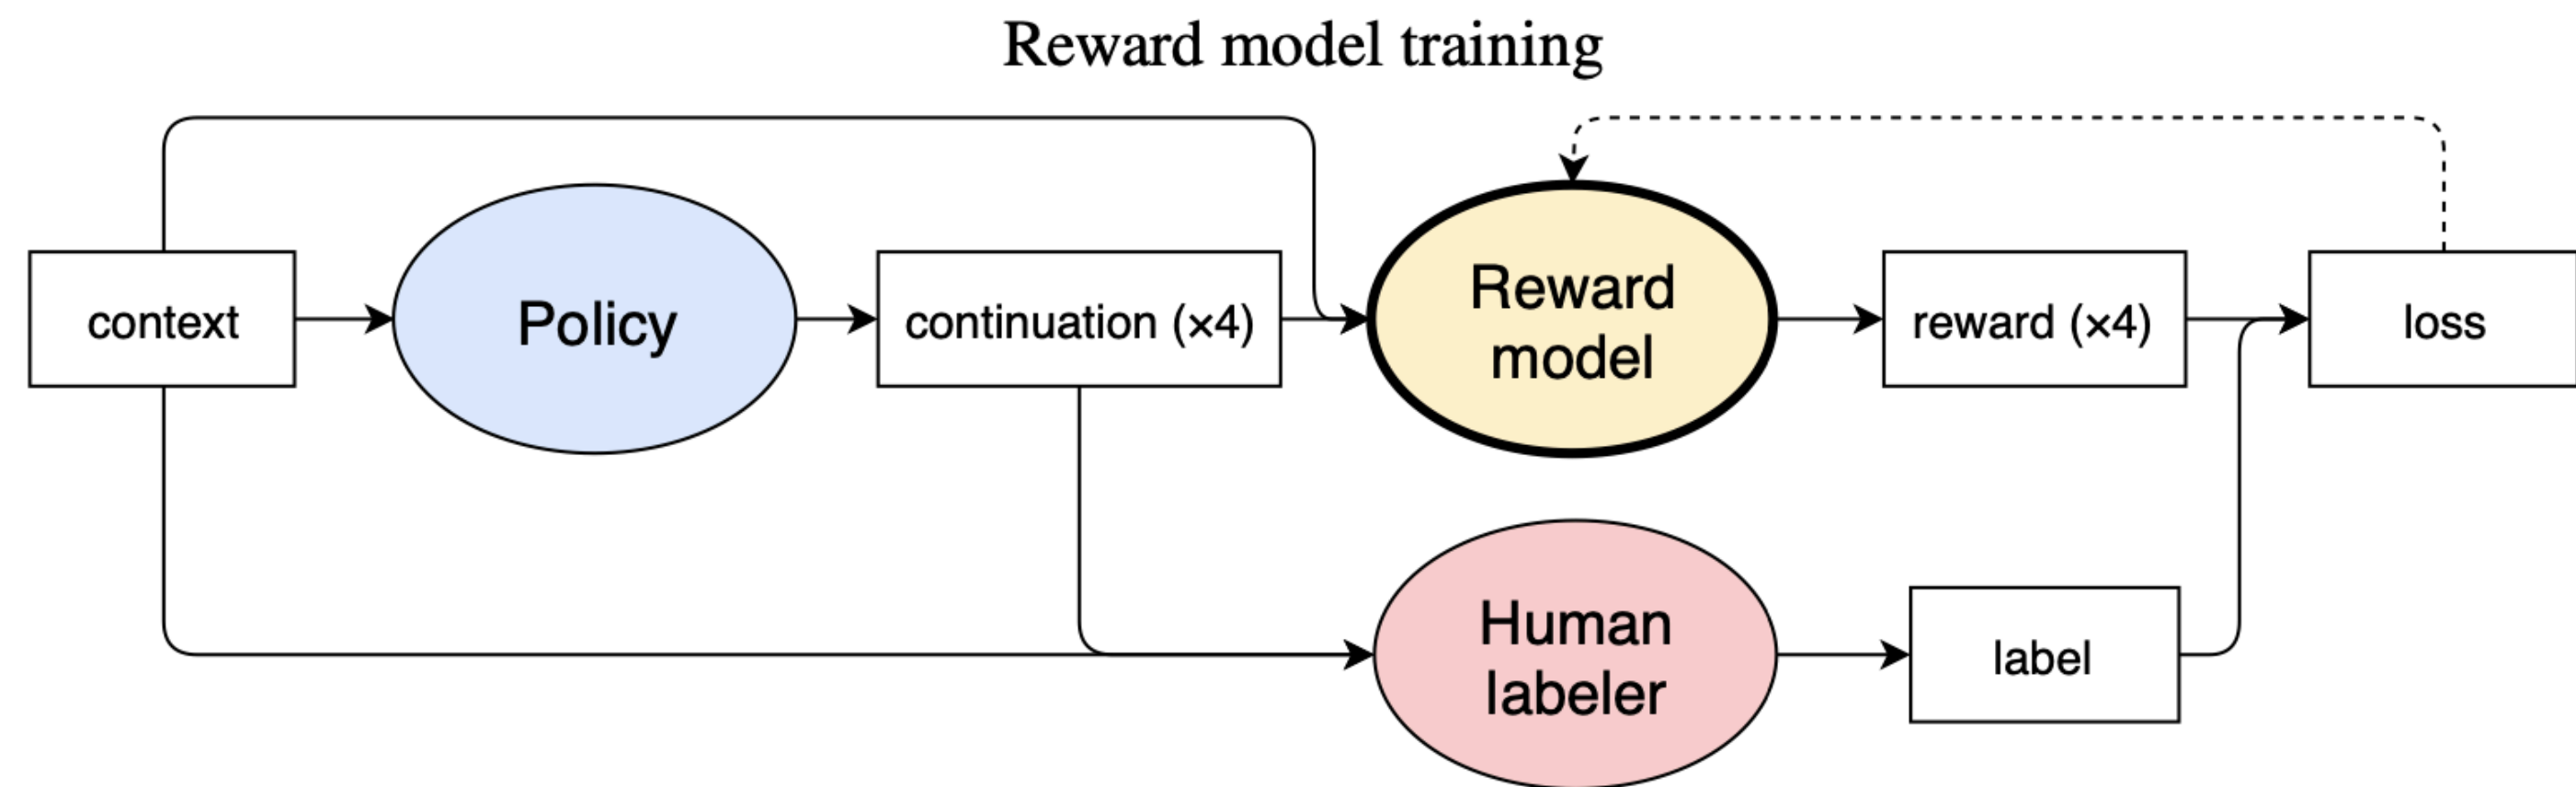 Reward model training
context
Policy
continuation (×4)
Reward
model
reward (×4)
loss
Human
labeler
label